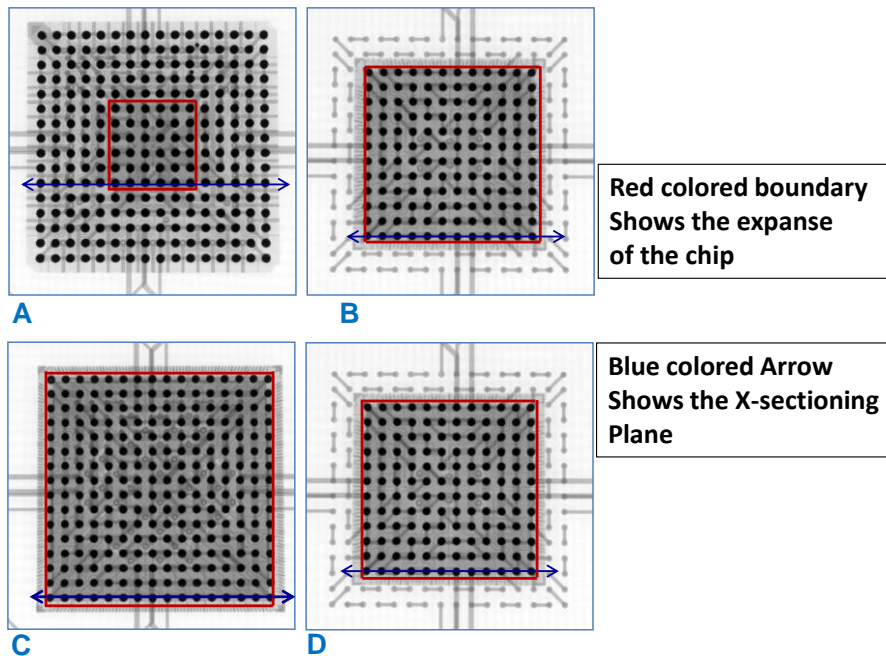 A
B
Red colored boundary
Shows the expanse
of the chip
C
D
Blue colored Arrow
Shows the X-sectioning
Plane